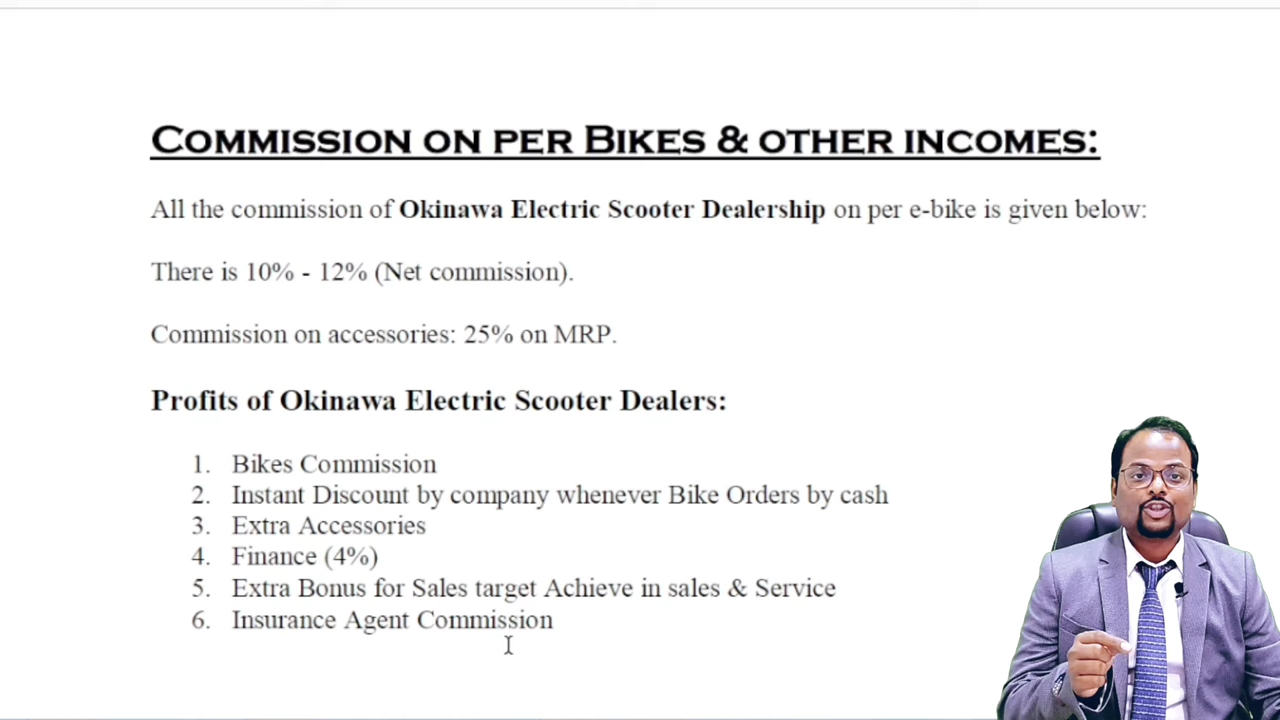 COMMISSION ON PER BIKES & OTHER INCOMES:
All the commission of Okinawa Electric Scooter Dealership on per e-bike is given below:
There is 10% - 12% (Net commission).
Commission on accessories: 25% on MRP.
Profits of Okinawa Electric Scooter Dealers:
1. Bikes Commission
2. Instant Discount by company whenever Bike Orders by cash
3. Extra Accessories
4. Finance (4%)
5. Extra Bonus for Sales target Achieve in sales & Service
6. Insurance Agent Commission